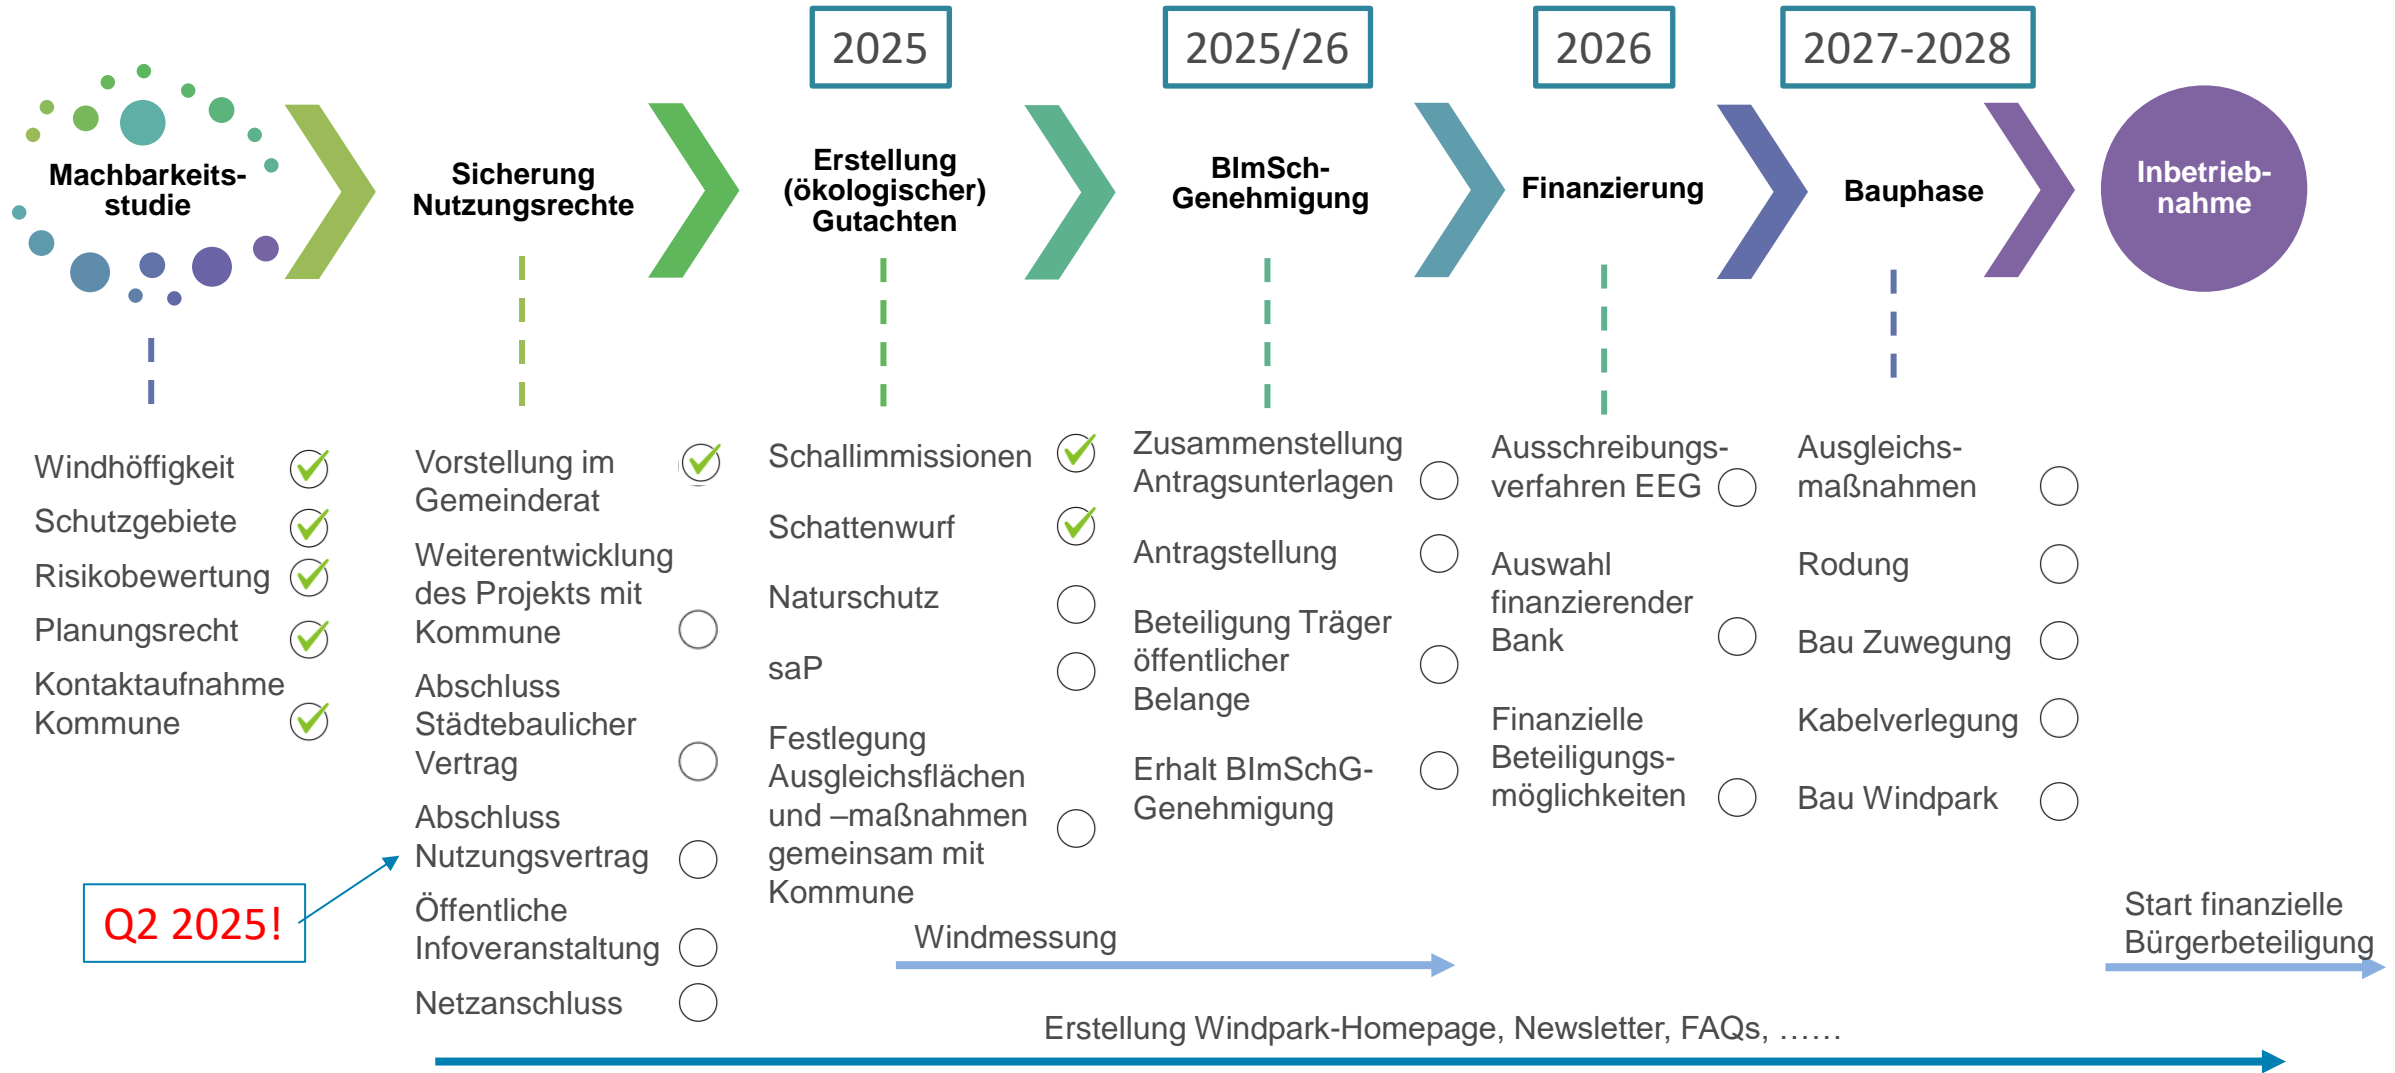 2025
2025/26
2026
2027-2028
Machbarkeits-
studie
Sicherung
Nutzungsrechte
Erstellung
(ökologischer)
Gutachten
BImSch-
Genehmigung
Finanzierung
Bauphase
Inbetrieb-
nahme
Windhöffigkeit
Schutzgebiete
Risikobewertung
Planungsrecht
Kontaktaufnahme
Kommune
Q2 2025!
Vorstellung im
Gemeinderat
Weiterentwicklung
des Projekts mit
Kommune
Abschluss
Städtebaulicher
Vertrag
Abschluss
Nutzungsvertrag
Öffentliche
Infoveranstaltung
Netzanschluss
Schallimmissionen
Schattenwurf
Naturschutz
saP
Festlegung
Ausgleichsflächen
und –maßnahmen
gemeinsam mit
Kommune
Zusammenstellung
Antragsunterlagen
Antragstellung
Beteiligung Träger
öffentlicher
Belange
Erhalt BImSchG-
Genehmigung
Ausschreibungs-
verfahren EEG
Auswahl
finanzierender
Bank
Finanzielle
Beteiligungs-
möglichkeiten
Ausgleichs-
maßnahmen
Rodung
Bau Zuwegung
Kabelverlegung
Bau Windpark
Windmessung
Start finanzielle
Bürgerbeteiligung
Erstellung Windpark-Homepage, Newsletter, FAQs, ……